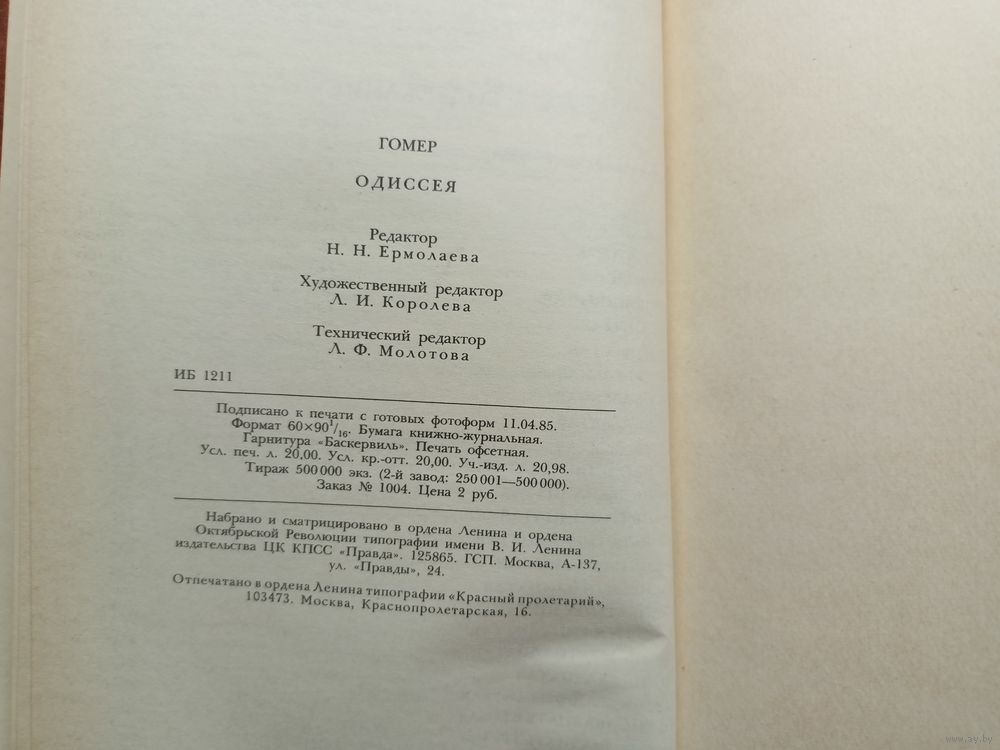 ГОМЕР
ОДИССЕЯ
Редактор
Н. Н. Ермолаева
Художественный редактор
Л. И. Королева
Технический редактор
Л. Ф. Молотова
ИБ 1211
Подписано к печати с готовых фотоформ 11.04.85.
Формат 60×90¹/₁₆. Бумага книжно-журнальная.
Гарнитура «Баскервиль». Печать офсетная.
Усл. печ. л. 20,00. Усл. кр.-отт. 20,00. Уч.-изд. л. 20,98.
Тираж 500 000 экз. (2-й завод: 250 001—500 000).
Заказ № 1004. Цена 2 руб.
Набрано и сматрицировано в ордена Ленина и ордена
Октябрьской Революции типографии имени В. И. Ленина
издательства ЦК КПСС «Правда». 125865. ГСП. Москва, А-137,
ул. «Правды», 24.
Отпечатано в ордена Ленина типографии «Красный пролетарий»,
103473. Москва, Краснопролетарская, 16.
www.ay.by